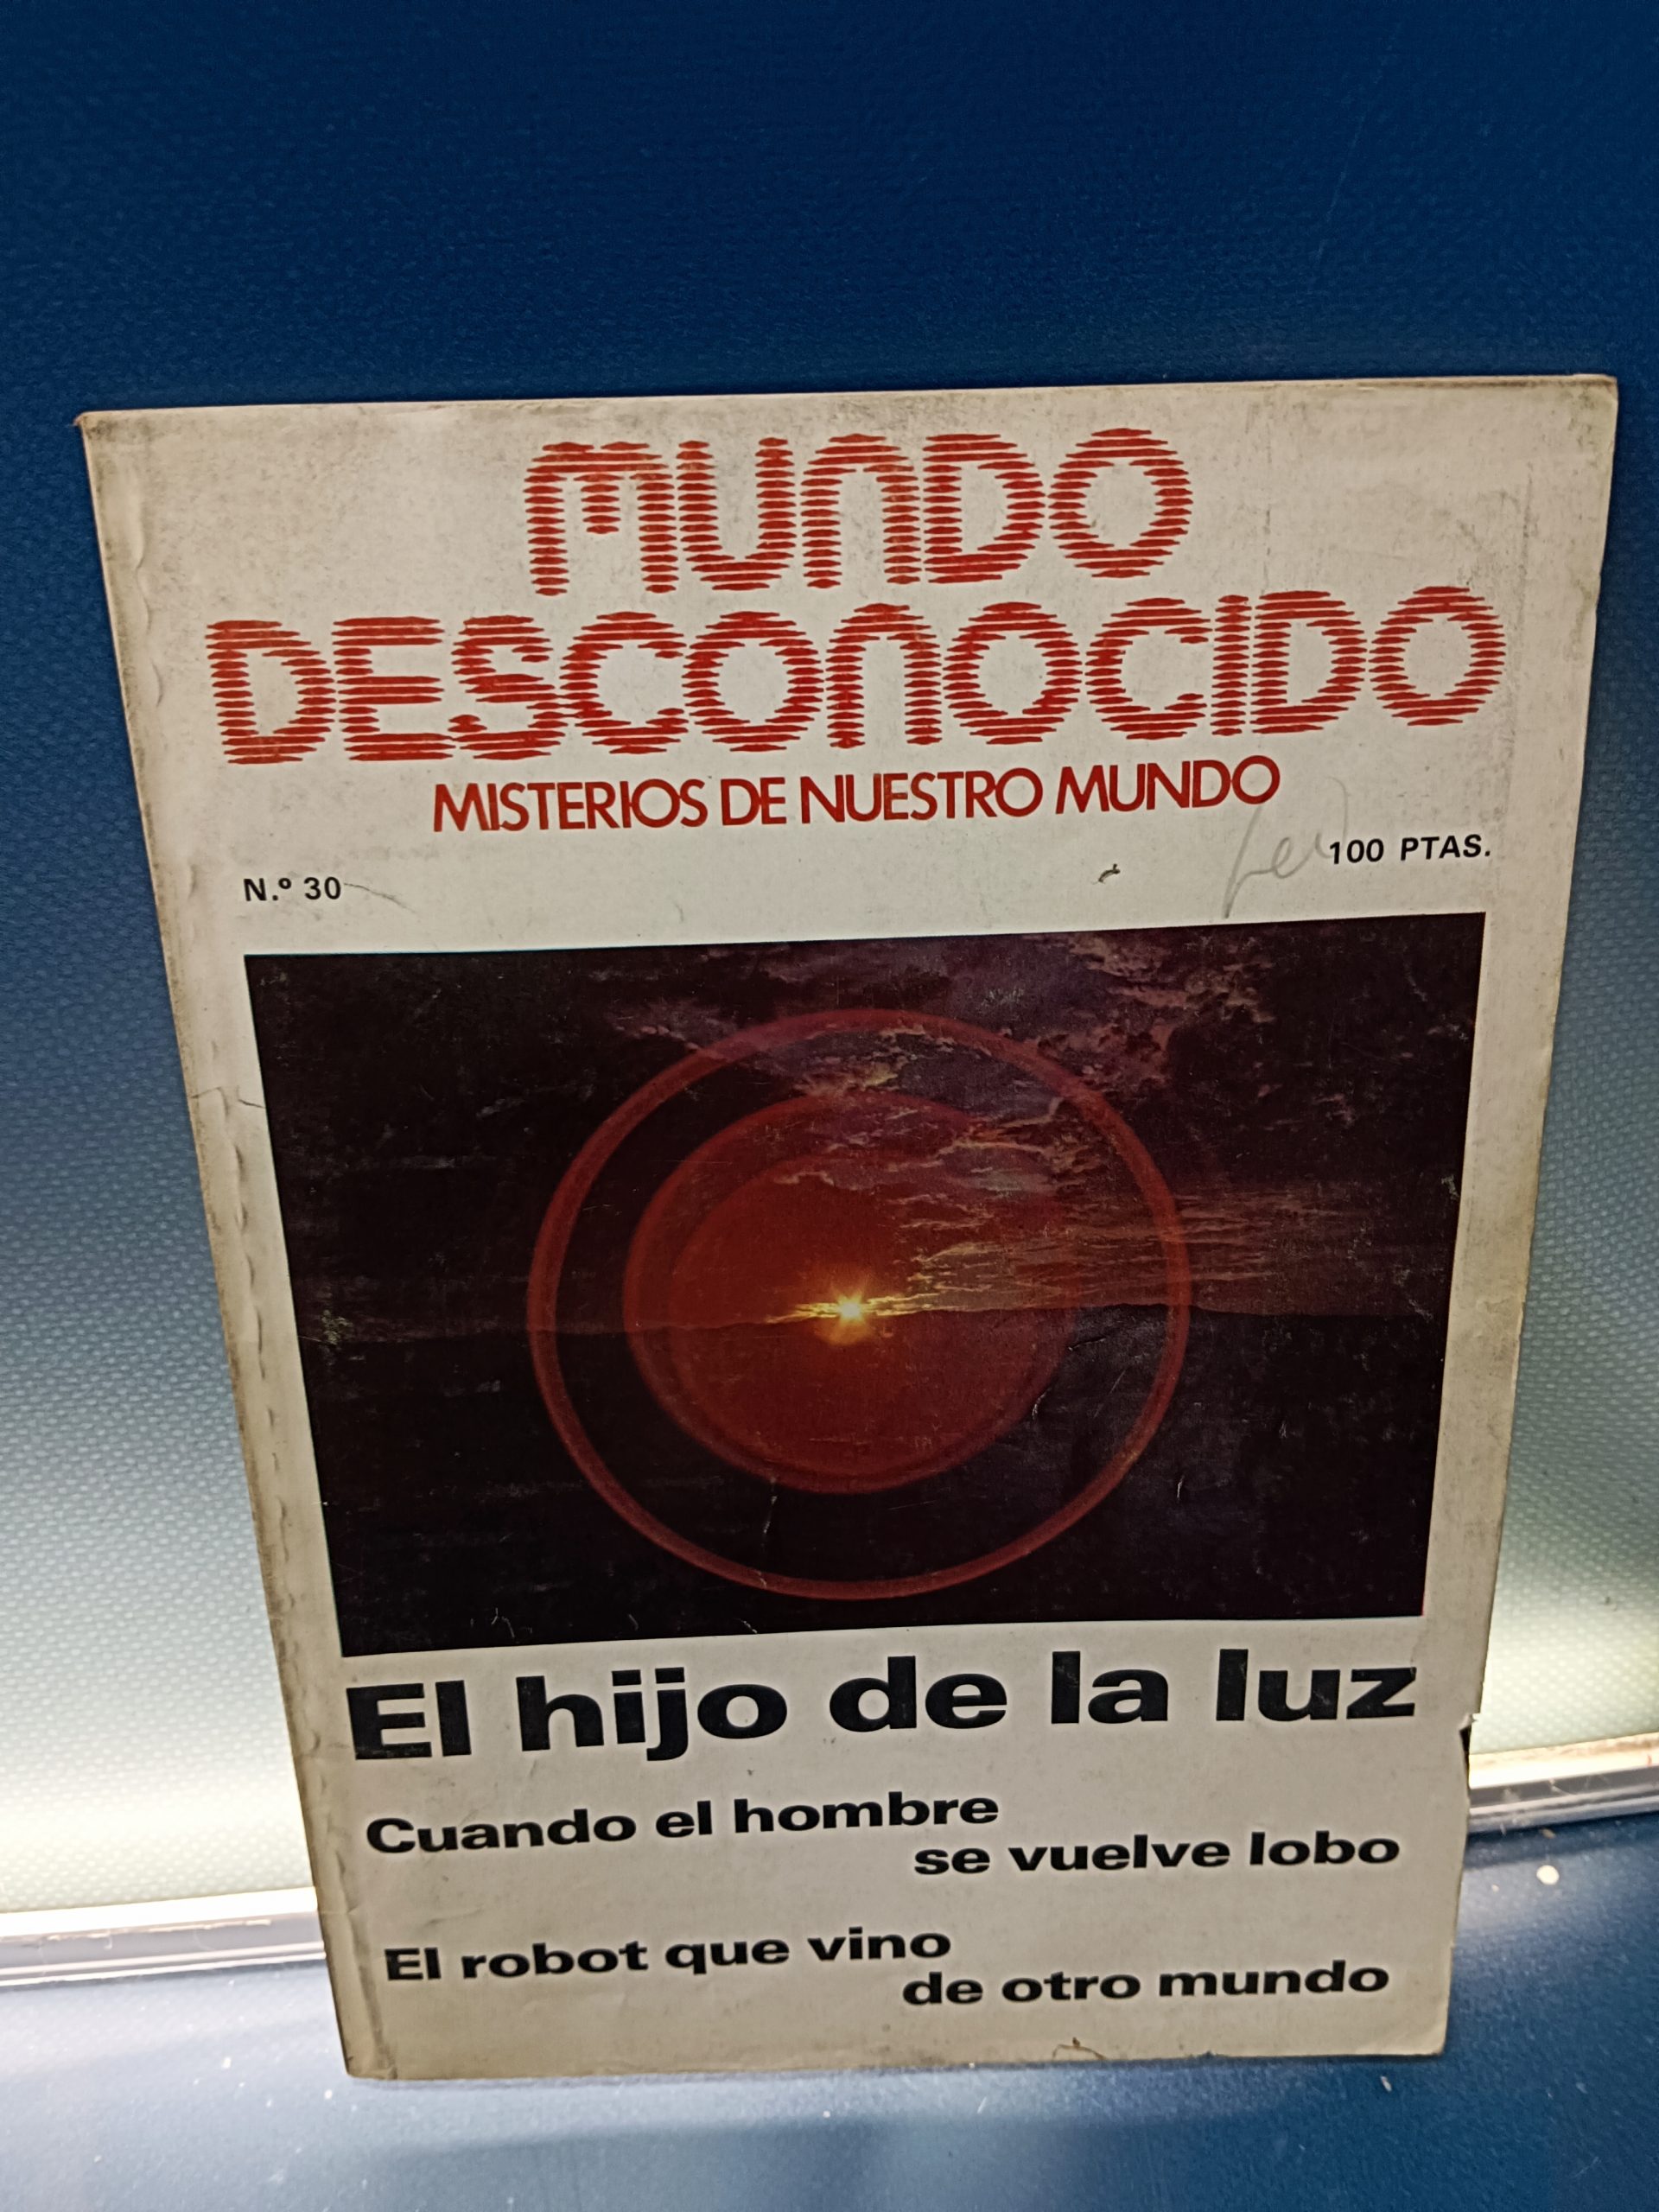 MUNDO
DESCONOCIDO
MISTERIOS DE NUESTRO MUNDO
N.º 30
100 PTAS.
El hijo de la luz
Cuando el hombre
se vuelve lobo
El robot que vino
de otro mundo